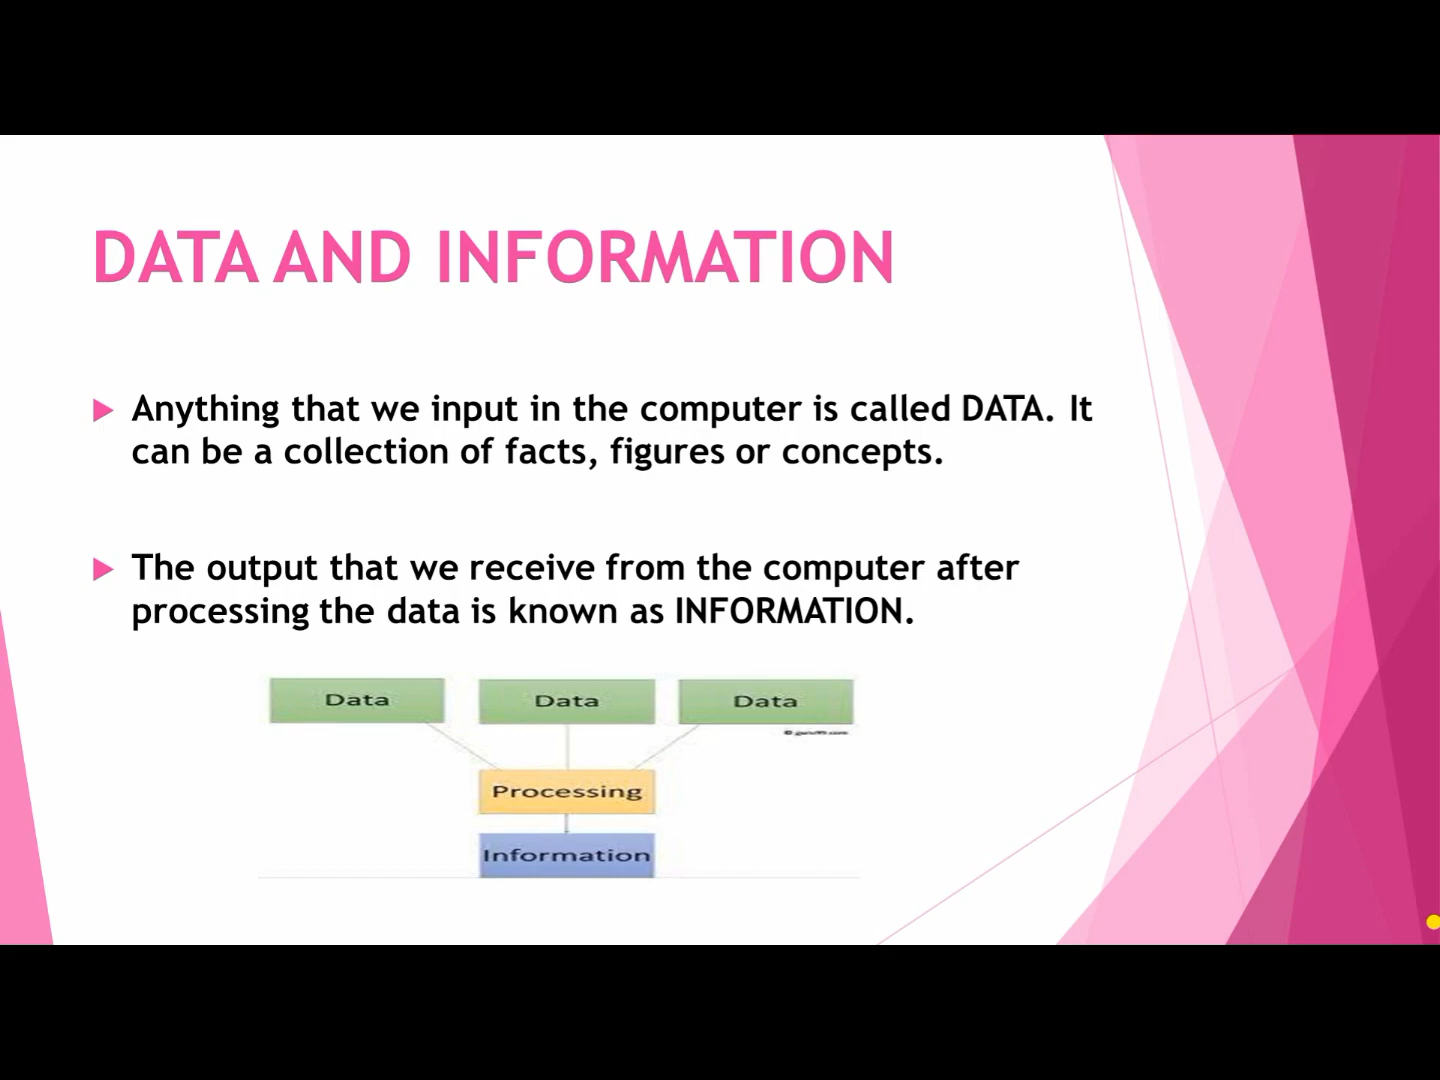 DATA AND INFORMATION
Anything that we input in the computer is called DATA. It
can be a collection of facts, figures or concepts.
The output that we receive from the computer after
processing the data is known as INFORMATION.
Data Data Data
Processing
Information